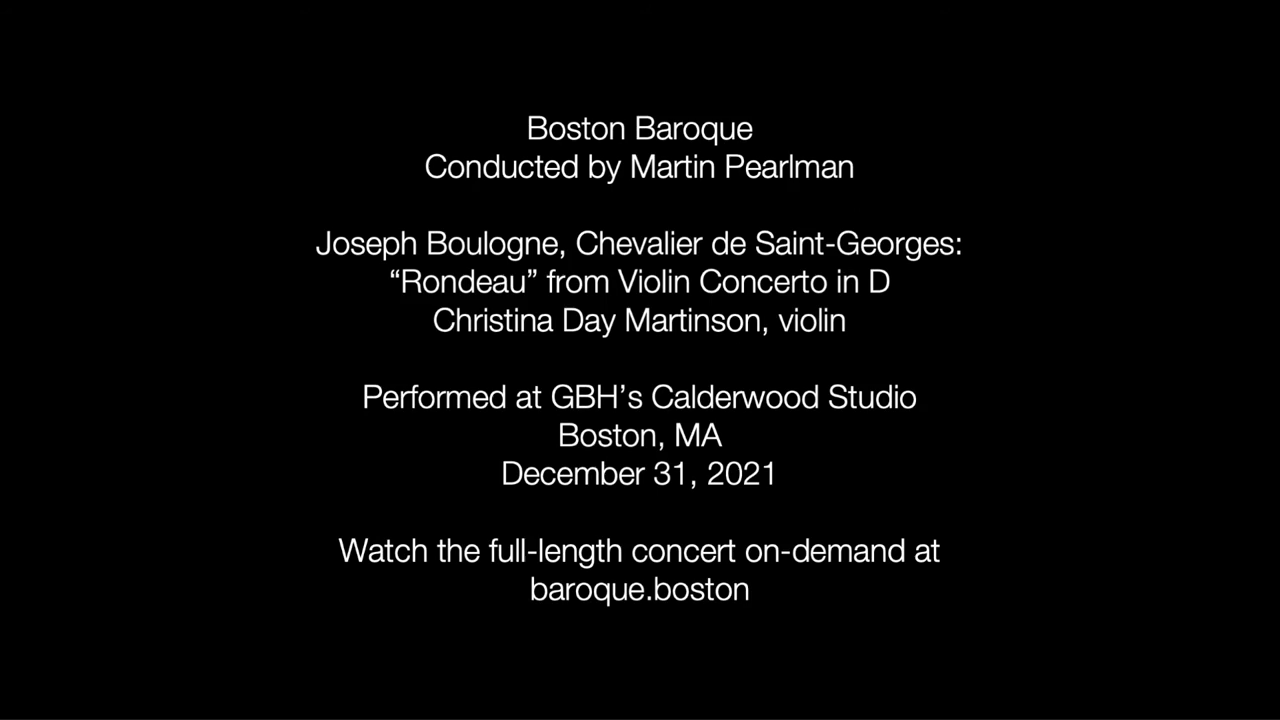 Boston Baroque
Conducted by Martin Pearlman
Joseph Boulogne, Chevalier de Saint-Georges:
“Rondeau” from Violin Concerto in D
Christina Day Martinson, violin
Performed at GBH’s Calderwood Studio
Boston, MA
December 31, 2021
Watch the full-length concert on-demand at
baroque.boston